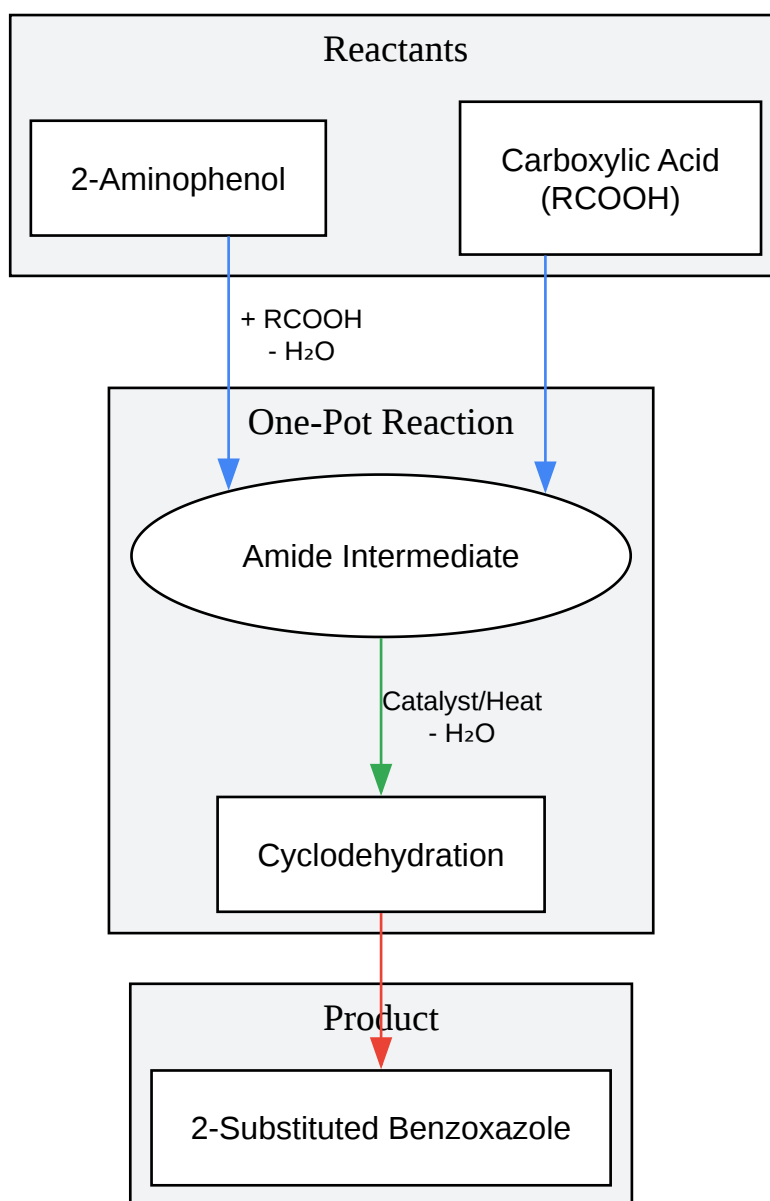 Reactants
2-Aminophenol
Carboxylic Acid
(RCOOH)
+ RCOOH
- H₂O
One-Pot Reaction
Amide Intermediate
Catalyst/Heat
- H₂O
Cyclodehydration
Product
2-Substituted Benzoxazole